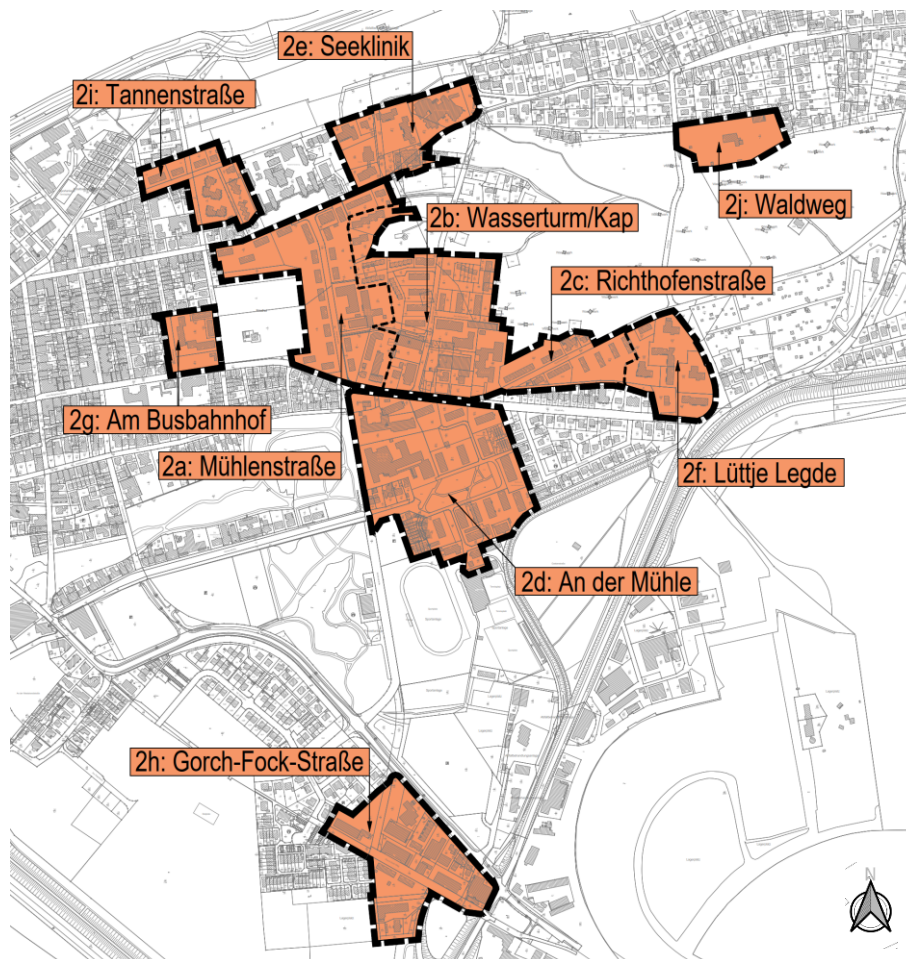 2e: Seeklinik
2i: Tannenstraße
2j: Waldweg
2b: Wasserturm/Kap
2c: Richthofenstraße
2g: Am Busbahnhof
2a: Mühlenstraße
2f: Lüttje Legde
2d: An der Mühle
2h: Gorch-Fock-Straße
N